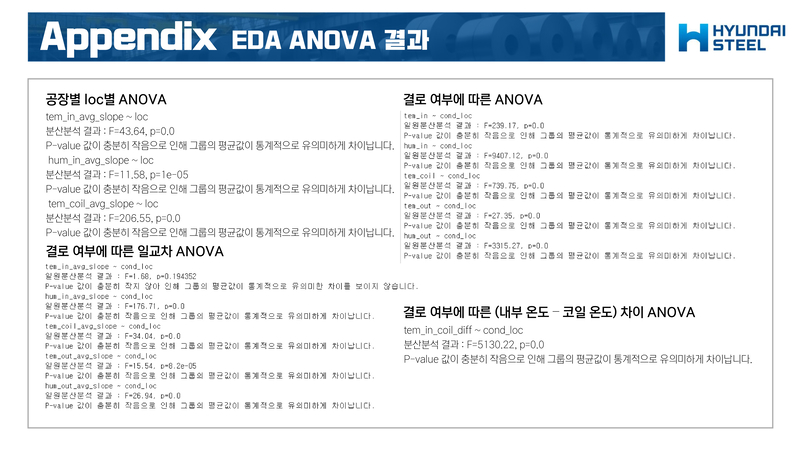 Appendix EDA ANOVA 결과
HYUNDAI
STEEL
공장별 loc별 ANOVA
tem_in_avg_slope ~ loc
분산분석 결과 : F=43.64, p=0.0
P-value 값이 충분히 작음으로 인해 그룹의 평균값이 통계적으로 유의미하게 차이납니다.
hum_in_avg_slope ~ loc
분산분석 결과 : F=11.58, p=1e-05
P-value 값이 충분히 작음으로 인해 그룹의 평균값이 통계적으로 유의미하게 차이납니다.
tem_coil_avg_slope ~ loc
분산분석 결과 : F=206.55, p=0.0
P-value 값이 충분히 작음으로 인해 그룹의 평균값이 통계적으로 유의미하게 차이납니다.
결로 여부에 따른 일교차 ANOVA
tem_in_avg_slope - cond_loc
일원분산분석 결과 : F=1.68, p=0.194352
P-value 값이 충분히 작지 않아 인해 그룹의 평균값이 통계적으로 유의미한 차이를 보이지 않습니다.
hum_in_avg_slope - cond_loc
일원분산분석 결과 : F=176.71, p=0.0
P-value 값이 충분히 작음으로 인해 그룹의 평균값이 통계적으로 유의미하게 차이납니다.
tem_coil_avg_slope - cond_loc
일원분산분석 결과 : F=34.04, p=0.0
P-value 값이 충분히 작음으로 인해 그룹의 평균값이 통계적으로 유의미하게 차이납니다.
tem_out_avg_slope - cond_loc
일원분산분석 결과 : F=15.54, p=8.2e-05
P-value 값이 충분히 작음으로 인해 그룹의 평균값이 통계적으로 유의미하게 차이납니다.
hum_out_avg_slope - cond_loc
일원분산분석 결과 : F=26.94, p=0.0
P-value 값이 충분히 작음으로 인해 그룹의 평균값이 통계적으로 유의미하게 차이납니다.
결로 여부에 따른 ANOVA
tem_in - cond_loc
일원분산분석 결과 : F=239.17, p=0.0
P-value 값이 충분히 작음으로 인해 그룹의 평균값이 통계적으로 유의미하게 차이납니다.
hum_in - cond_loc
일원분산분석 결과 : F=9407.12, p=0.0
P-value 값이 충분히 작음으로 인해 그룹의 평균값이 통계적으로 유의미하게 차이납니다.
tem_coil - cond_loc
일원분산분석 결과 : F=739.75, p=0.0
P-value 값이 충분히 작음으로 인해 그룹의 평균값이 통계적으로 유의미하게 차이납니다.
tem_out - cond_loc
일원분산분석 결과 : F=27.35, p=0.0
P-value 값이 충분히 작음으로 인해 그룹의 평균값이 통계적으로 유의미하게 차이납니다.
hum_out - cond_loc
일원분산분석 결과 : F=3315.27, p=0.0
P-value 값이 충분히 작음으로 인해 그룹의 평균값이 통계적으로 유의미하게 차이납니다.
결로 여부에 따른 (내부 온도 – 코일 온도) 차이 ANOVA
tem_in_coil_diff ~ cond_loc
분산분석 결과 : F=5130.22, p=0.0
P-value 값이 충분히 작음으로 인해 그룹의 평균값이 통계적으로 유의미하게 차이납니다.